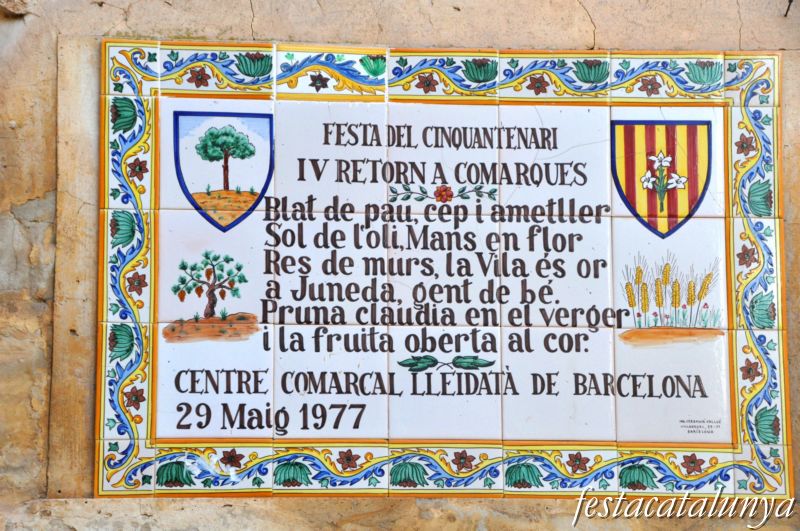 FESTA DEL CINQUANTENARI
IV RETORN A COMARQUES
Blat de pau, cep i ametller
Sol de l'oli, Mans en flor
Res de murs, la Vila és or
a Juneda, gent de bé.
Pruna claudia en el verger
i la fruita oberta al cor.
CENTRE COMARCAL LLEIDATÀ DE BARCELONA
29 Maig 1977
BARCELONA
festacatalunya